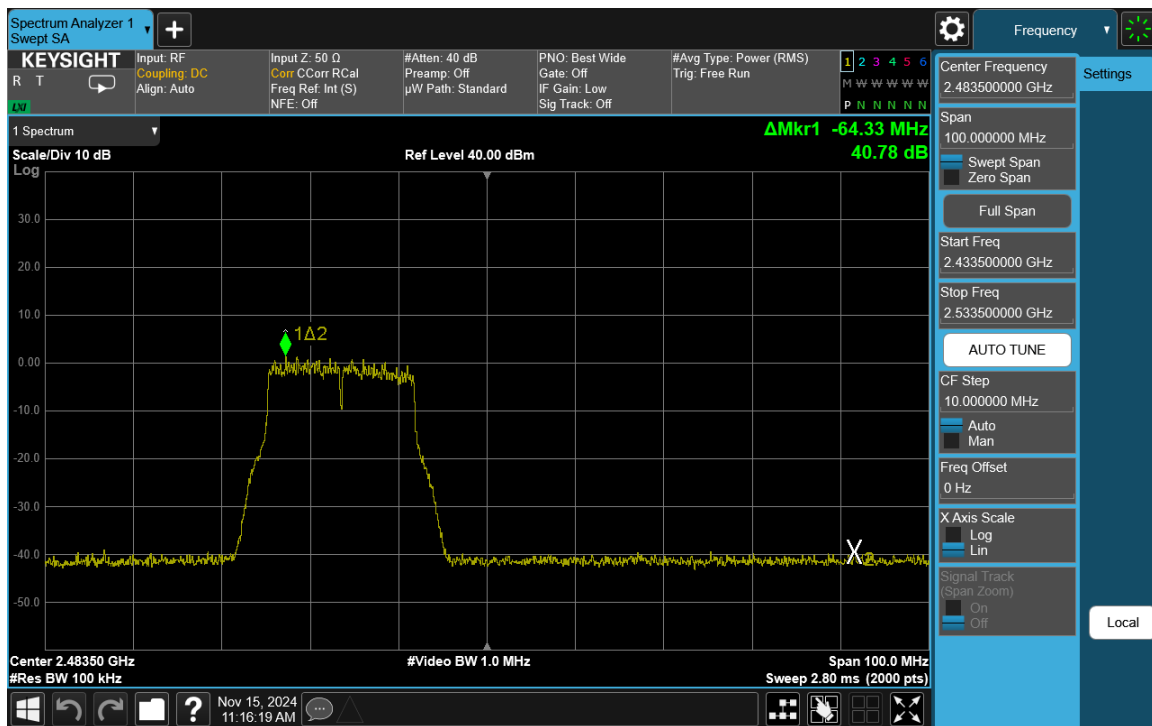 Spectrum Analyzer 1
Swept SA
Frequency
KEYSIGHT
R T
LXI
Input: RF
Coupling: DC
Align: Auto
Input Z: 50 Ω
Corr CCorr RCal
Freq Ref: Int (S)
NFE: Off
#Atten: 40 dB
Preamp: Off
µW Path: Standard
PNO: Best Wide
Gate: Off
IF Gain: Low
Sig Track: Off
#Avg Type: Power (RMS)
Trig: Free Run
1 2 3 4 5 6
M W W W W W
P N N N N N
1 Spectrum
Scale/Div 10 dB
Log
Ref Level 40.00 dBm
ΔMkr1 -64.33 MHz
40.78 dB
30.0
20.0
10.0
0.00
-10.0
-20.0
-30.0
-40.0
-50.0
1Δ2
X2
Center 2.48350 GHz
#Res BW 100 kHz
#Video BW 1.0 MHz
Span 100.0 MHz
Sweep 2.80 ms (2000 pts)
Center Frequency
2.483500000 GHz
Span
100.000000 MHz
Swept Span
Zero Span
Full Span
Start Freq
2.433500000 GHz
Stop Freq
2.533500000 GHz
AUTO TUNE
CF Step
10.000000 MHz
Auto
Man
Freq Offset
0 Hz
X Axis Scale
Log
Lin
Signal Track
(Span Zoom)
On
Off
Settings
Local
?
Nov 15, 2024
11:16:19 AM